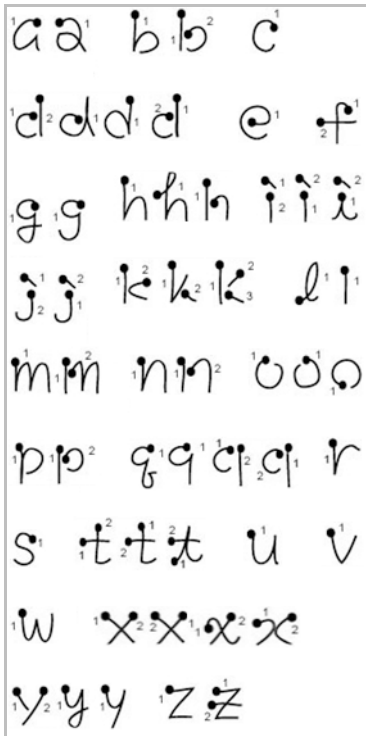 a a b b c
d d d d e f
g g h h h i i i
j j k k k l l
m m n n o o o
p p q q q q r
s t t t u v
w x x x x
y y y z z